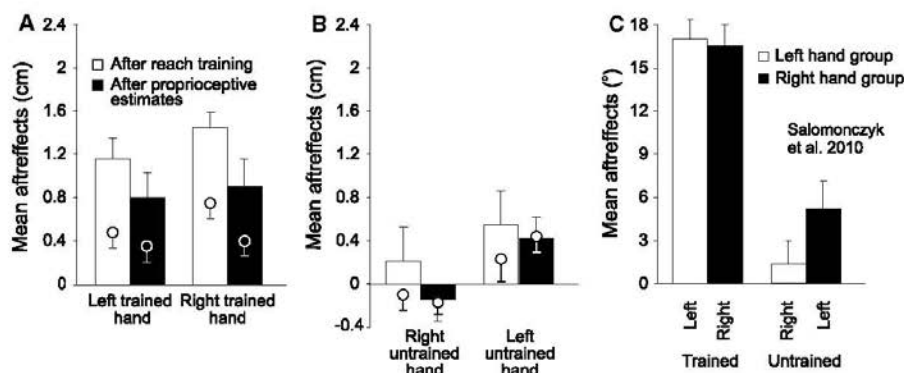 A
Mean aftreffects (cm)
2.4
2
1.6
1.2
0.8
0.4
0
After reach training
After proprioceptive
estimates
Left trained
hand
Right trained
hand
B
Mean aftreffects (cm)
2.4
2
1.6
1.2
0.8
0.4
0
-0.4
Right
untrained hand
Left
untrained hand
C
Mean aftreffects (°)
18
15
12
9
6
3
0
Left hand group
Right hand group
Salomonczyk
et al. 2010
Left
Right
Right
Left
Trained
Untrained